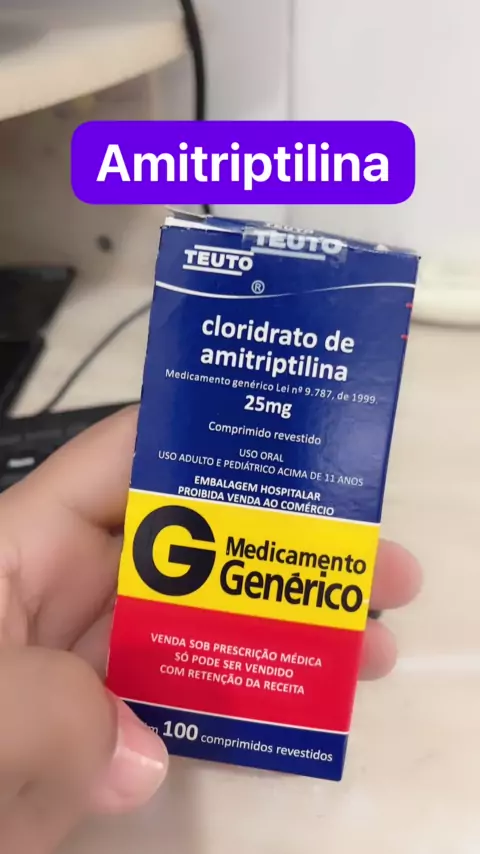 Amitriptilina
TEUTO
TEUTO
®
cloridrato de
amitriptilina
Medicamento genérico Lei nº 9.787, de 1999
25mg
Comprimido revestido
USO ORAL
USO ADULTO E PEDIÁTRICO ACIMA DE 11 ANOS
EMBALAGEM HOSPITALAR
PROIBIDA VENDA AO COMÉRCIO
G Medicamento
Genérico
VENDA SOB PRESCRIÇÃO MÉDICA
SÓ PODE SER VENDIDO
COM RETENÇÃO DA RECEITA
100 comprimidos revestidos